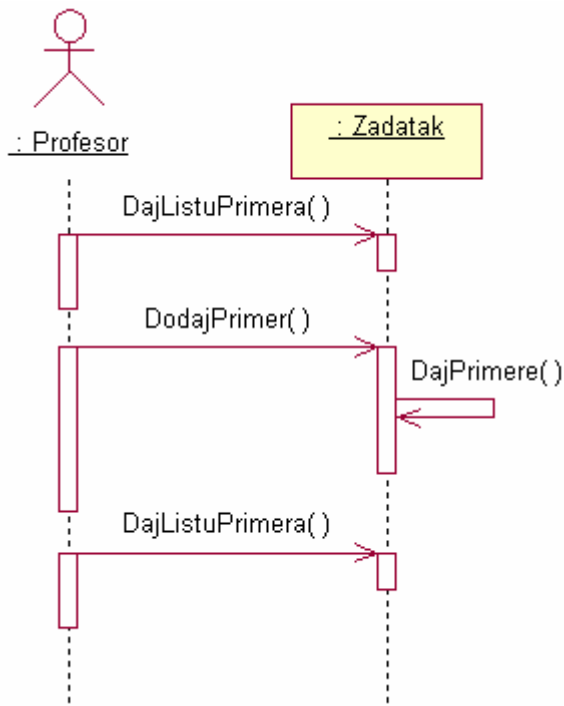 : Profesor
: Zadatak
DajListuPrimera( )
DodajPrimer( )
DajPrimere( )
DajListuPrimera( )